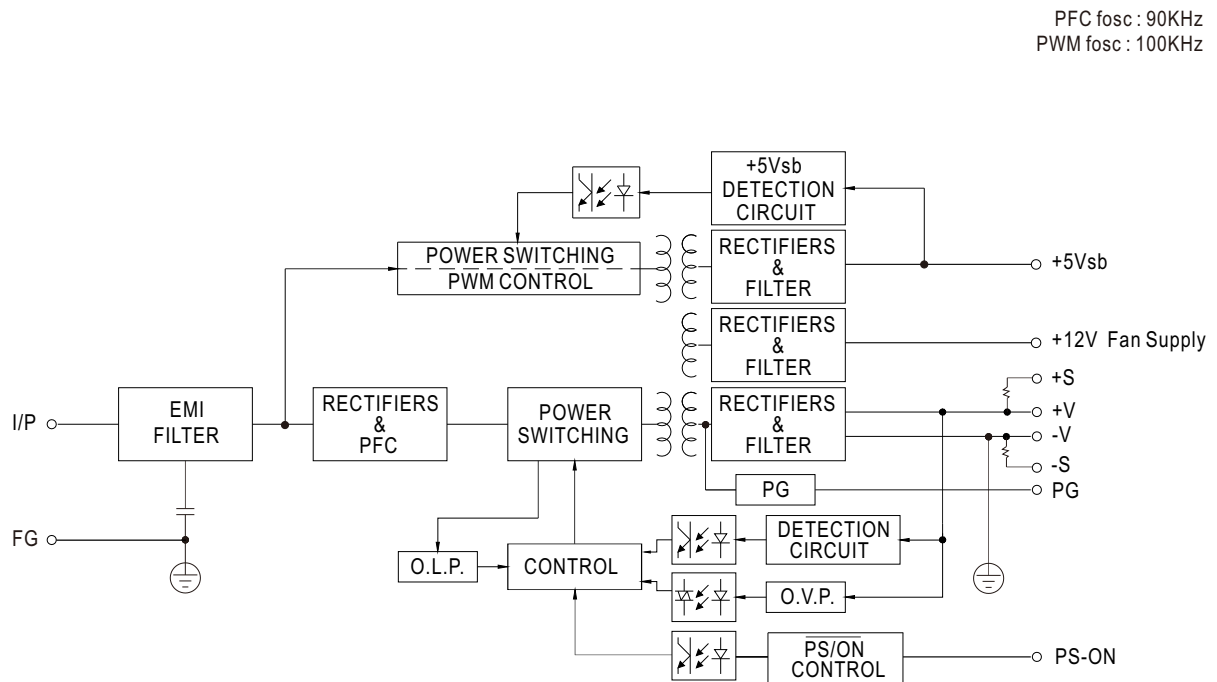 PFC fosc : 90KHz
PWM fosc : 100KHz
+5Vsb
DETECTION
CIRCUIT
POWER SWITCHING
PWM CONTROL
RECTIFIERS
&
FILTER
+5Vsb
RECTIFIERS
&
FILTER
+12V Fan Supply
I/P
EMI
FILTER
RECTIFIERS
&
PFC
POWER
SWITCHING
RECTIFIERS
&
FILTER
+S
+V
-V
-S
PG
PG
FG
O.L.P.
CONTROL
DETECTION
CIRCUIT
O.V.P.
PS/ON
CONTROL
PS-ON